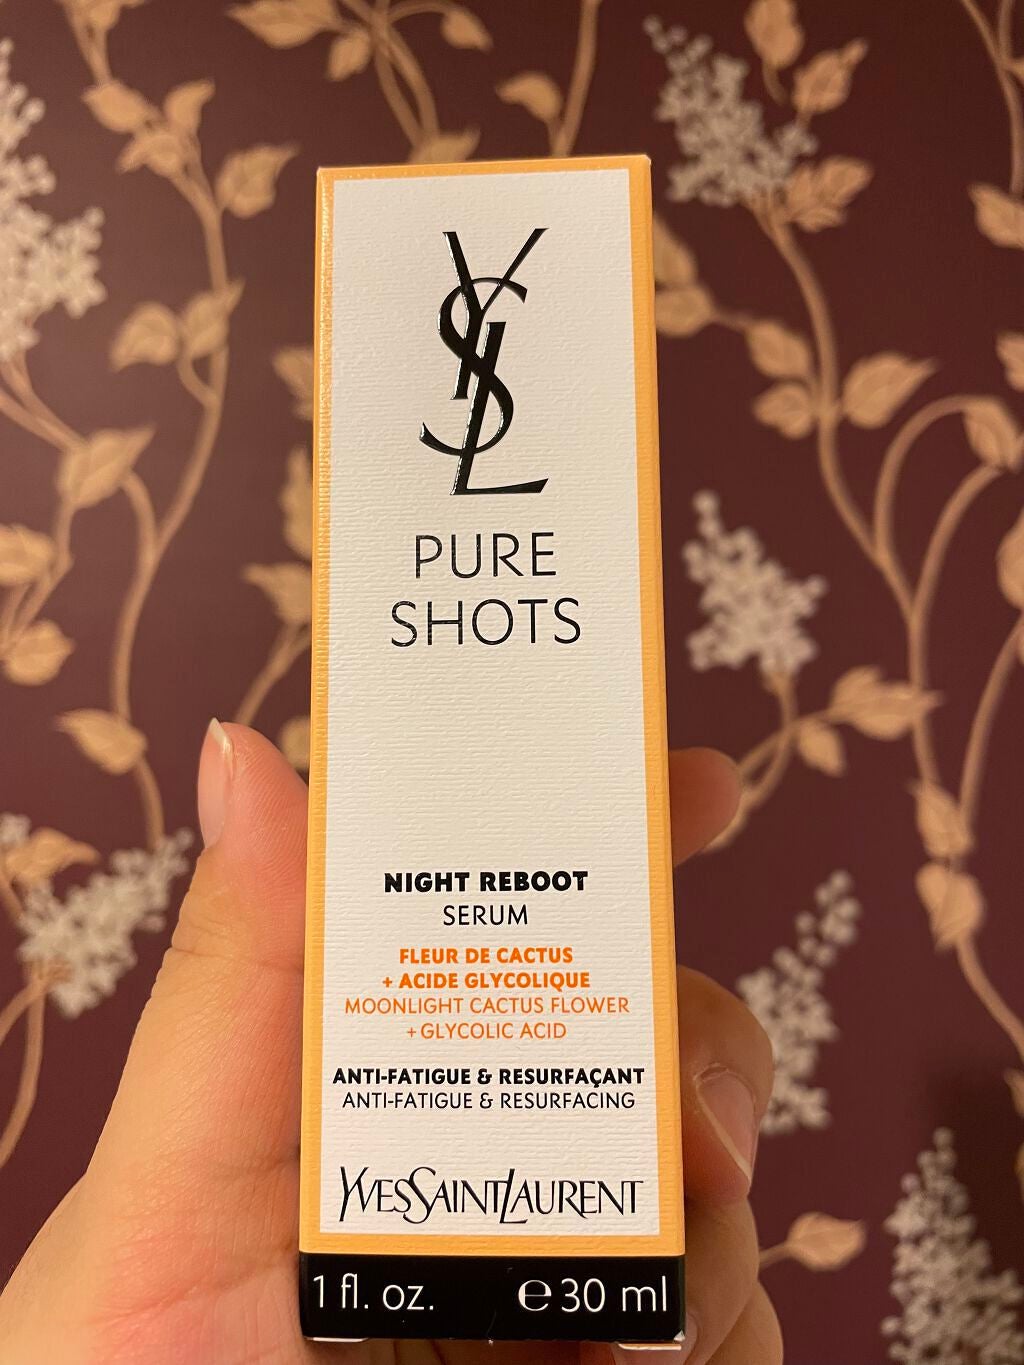 YSL
PURE
SHOTS
NIGHT REBOOT
SERUM
FLEUR DE CACTUS
+ ACIDE GLYCOLIQUE
MOONLIGHT CACTUS FLOWER
+ GLYCOLIC ACID
ANTI-FATIGUE & RESURFAÇANT
ANTI-FATIGUE & RESURFACING
YVESSAINTLAURENT
1 fl. oz. ℮ 30 ml